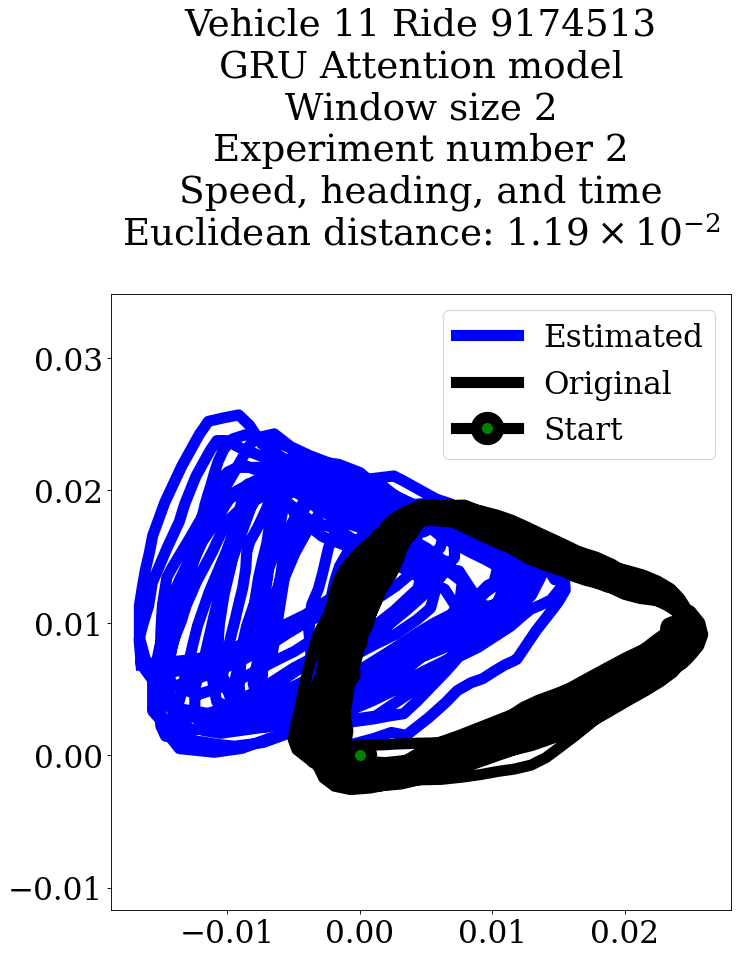 Vehicle 11 Ride 9174513
GRU Attention model
Window size 2
Experiment number 2
Speed, heading, and time
Euclidean distance: 1.19 × 10⁻²
Estimated
Original
Start
0.03
0.02
0.01
0.00
−0.01
−0.01 0.00 0.01 0.02